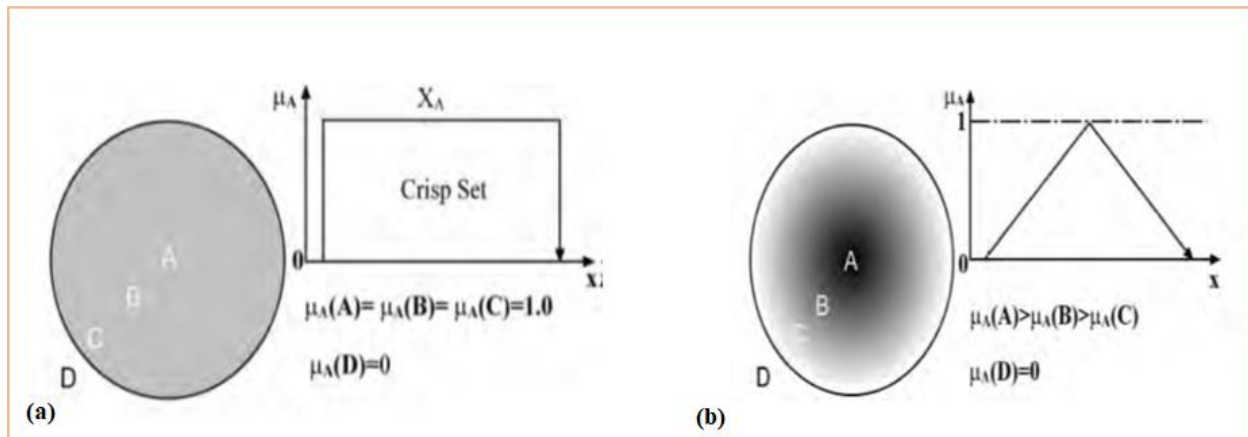 μA
XA
Crisp Set
A
B
C
D
0
x
μA(A)= μA(B)= μA(C)=1.0
μA(D)=0
(a)
μA
1
A
B
C
D
0
x
μA(A)>μA(B)>μA(C)
μA(D)=0
(b)